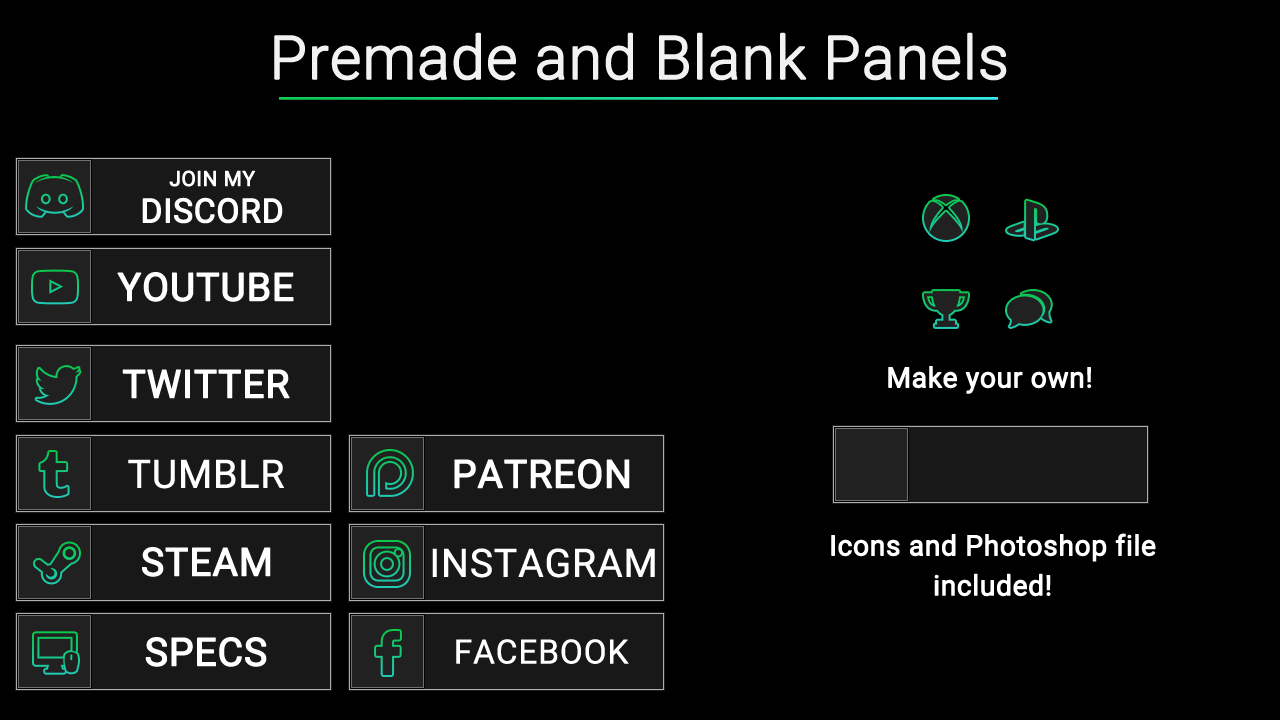 Premade and Blank Panels
JOIN MY
DISCORD
YOUTUBE
TWITTER
TUMBLR
STEAM
SPECS
PATREON
INSTAGRAM
FACEBOOK
Make your own!
Icons and Photoshop file
included!